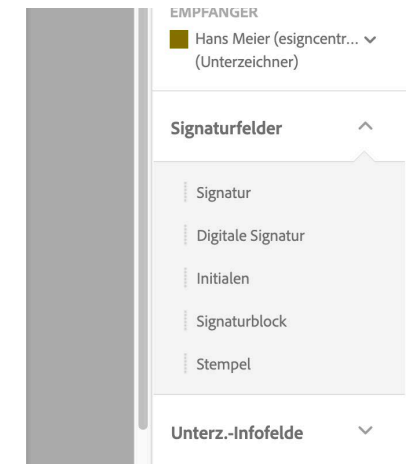 EMPFÄNGER
Hans Meier (esigncentr...
(Unterzeichner)
Signaturfelder
Signatur
Digitale Signatur
Initialen
Signaturblock
Stempel
Unterz.-Infofelde